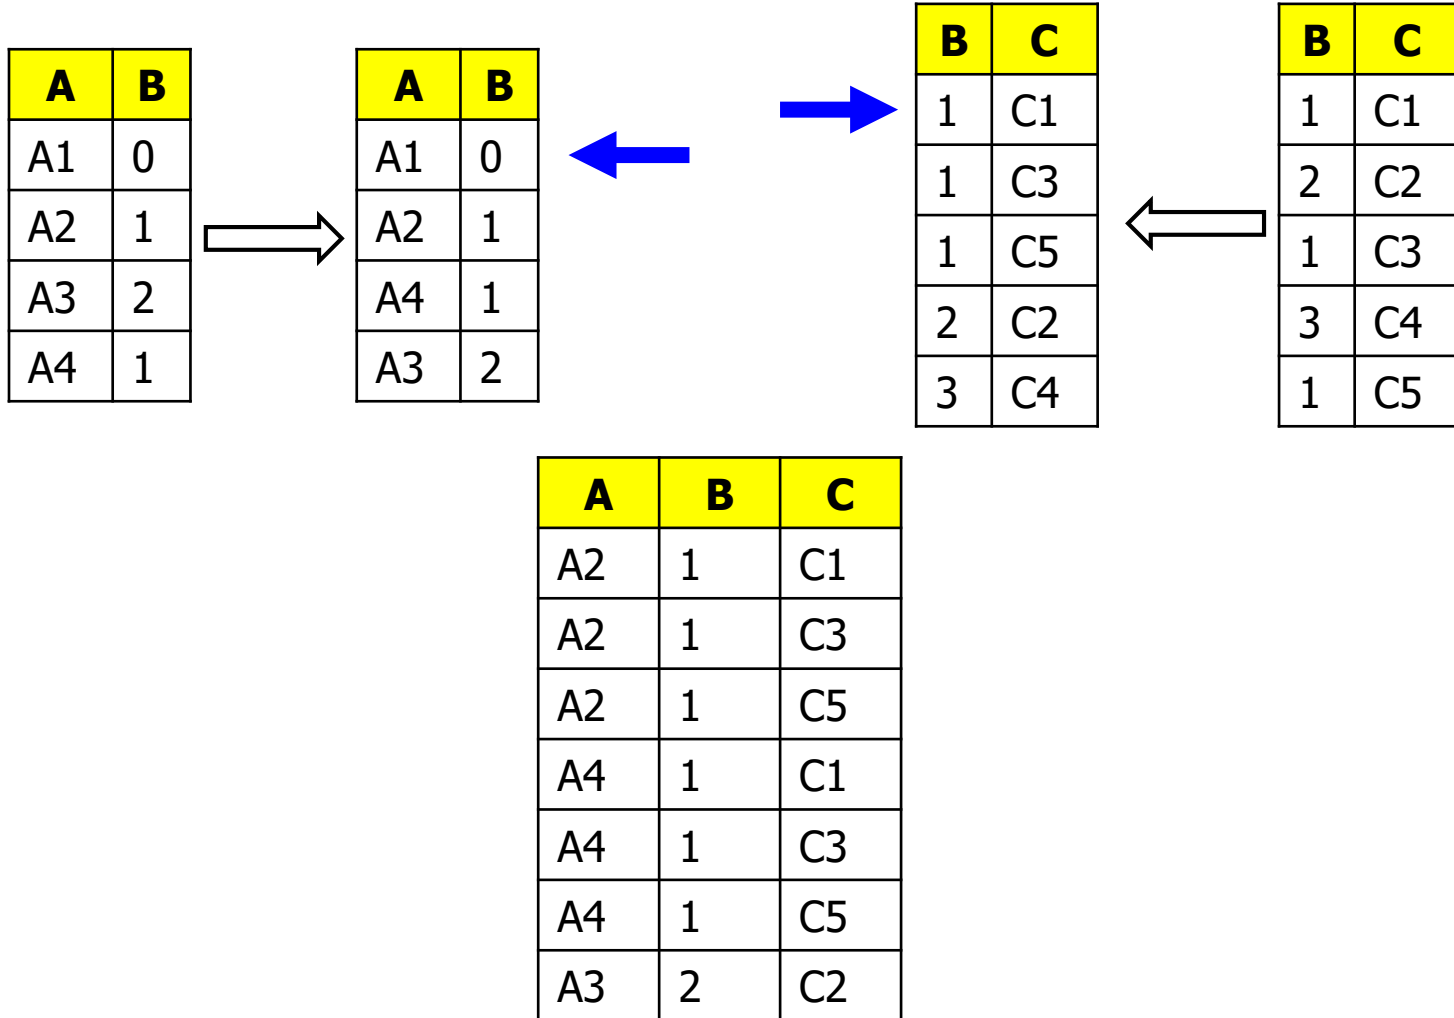 A B
A1 0
A2 1
A3 2
A4 1
A B
A1 0
A2 1
A4 1
A3 2
B C
1 C1
1 C3
1 C5
2 C2
3 C4
B C
1 C1
2 C2
1 C3
3 C4
1 C5
A B C
A2 1 C1
A2 1 C3
A2 1 C5
A4 1 C1
A4 1 C3
A4 1 C5
A3 2 C2